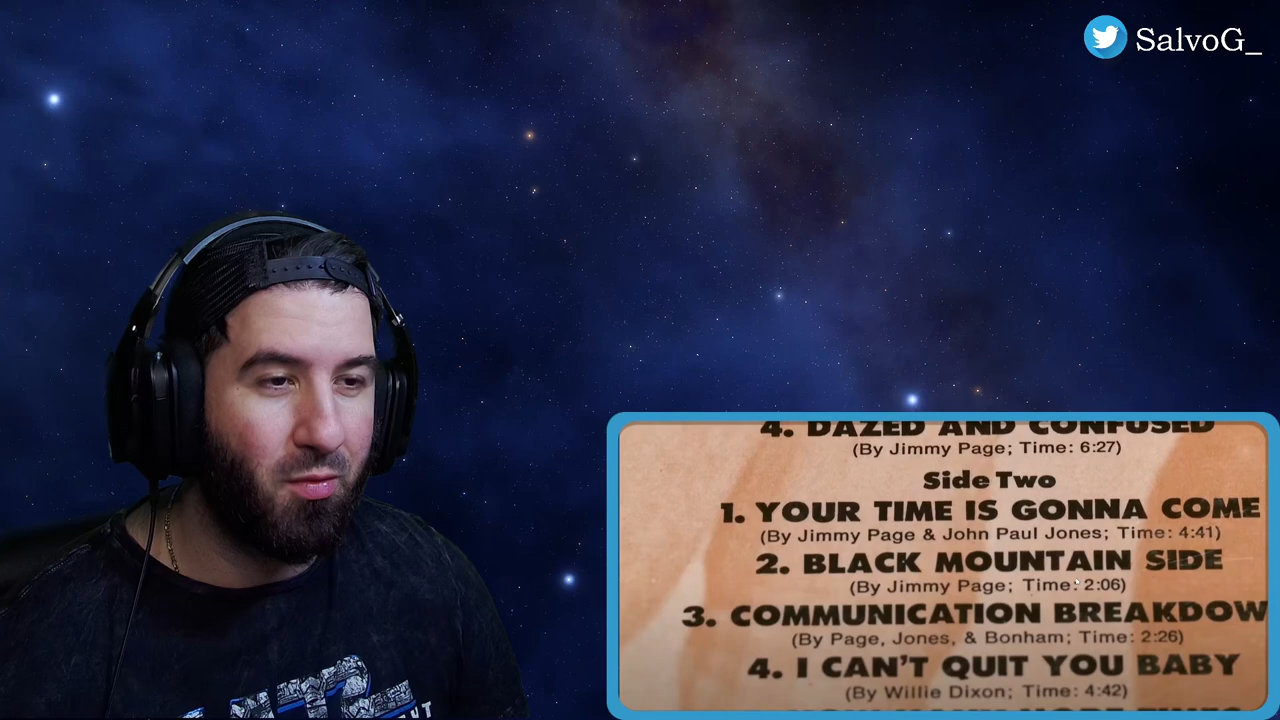 SalvoG_
4. DAZED AND CONFUSED
(By Jimmy Page; Time: 6:27)
Side Two
1. YOUR TIME IS GONNA COME
(By Jimmy Page & John Paul Jones; Time: 4:41)
2. BLACK MOUNTAIN SIDE
(By Jimmy Page; Time: 2:06)
3. COMMUNICATION BREAKDOW
(By Page, Jones, & Bonham; Time: 2:26)
4. I CAN'T QUIT YOU BABY
(By Willie Dixon; Time: 4:42)